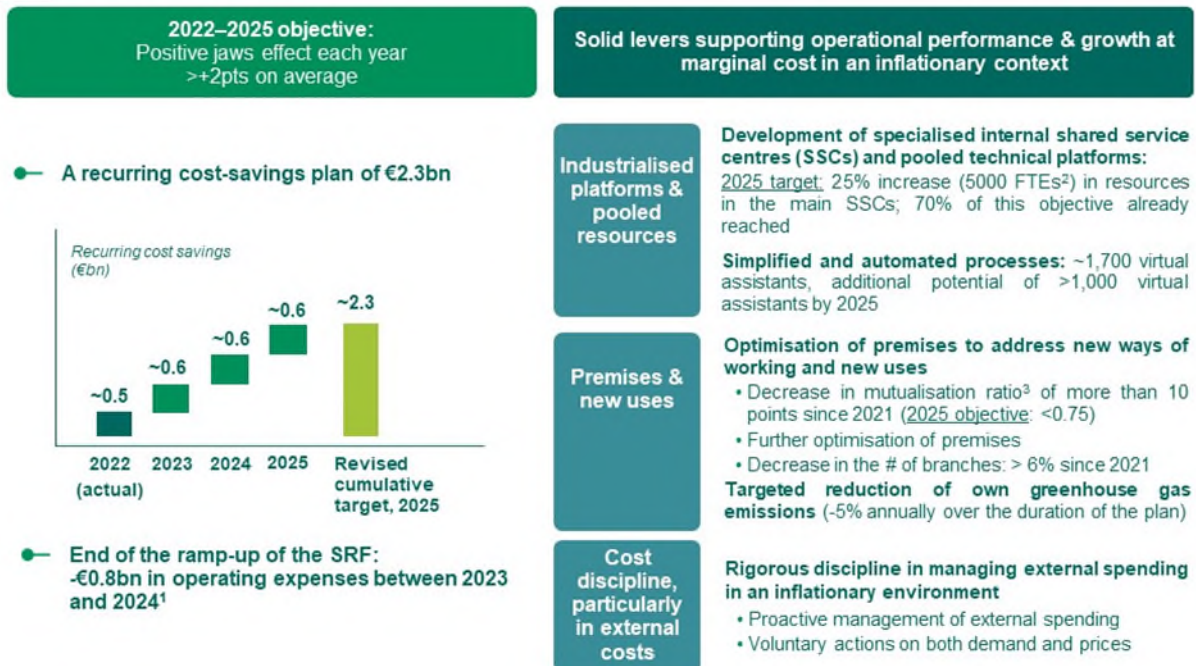 2022–2025 objective:
Positive jaws effect each year
>+2pts on average
A recurring cost-savings plan of €2.3bn
Recurring cost savings
(€bn)
~0.5
~0.6
~0.6
~0.6
~2.3
2022
(actual)
2023
2024
2025
Revised
cumulative
target, 2025
End of the ramp-up of the SRF:
-€0.8bn in operating expenses between 2023
and 2024¹
Solid levers supporting operational performance & growth at
marginal cost in an inflationary context
Industrialised
platforms &
pooled
resources
Development of specialised internal shared service
centres (SSCs) and pooled technical platforms:
2025 target: 25% increase (5000 FTEs²) in resources
in the main SSCs; 70% of this objective already
reached
Simplified and automated processes: ~1,700 virtual
assistants, additional potential of >1,000 virtual
assistants by 2025
Premises &
new uses
Optimisation of premises to address new ways of
working and new uses
• Decrease in mutualisation ratio³ of more than 10
points since 2021 (2025 objective: <0.75)
• Further optimisation of premises
• Decrease in the # of branches: > 6% since 2021
Targeted reduction of own greenhouse gas
emissions (-5% annually over the duration of the plan)
Cost
discipline,
particularly
in external
costs
Rigorous discipline in managing external spending
in an inflationary environment
• Proactive management of external spending
• Voluntary actions on both demand and prices